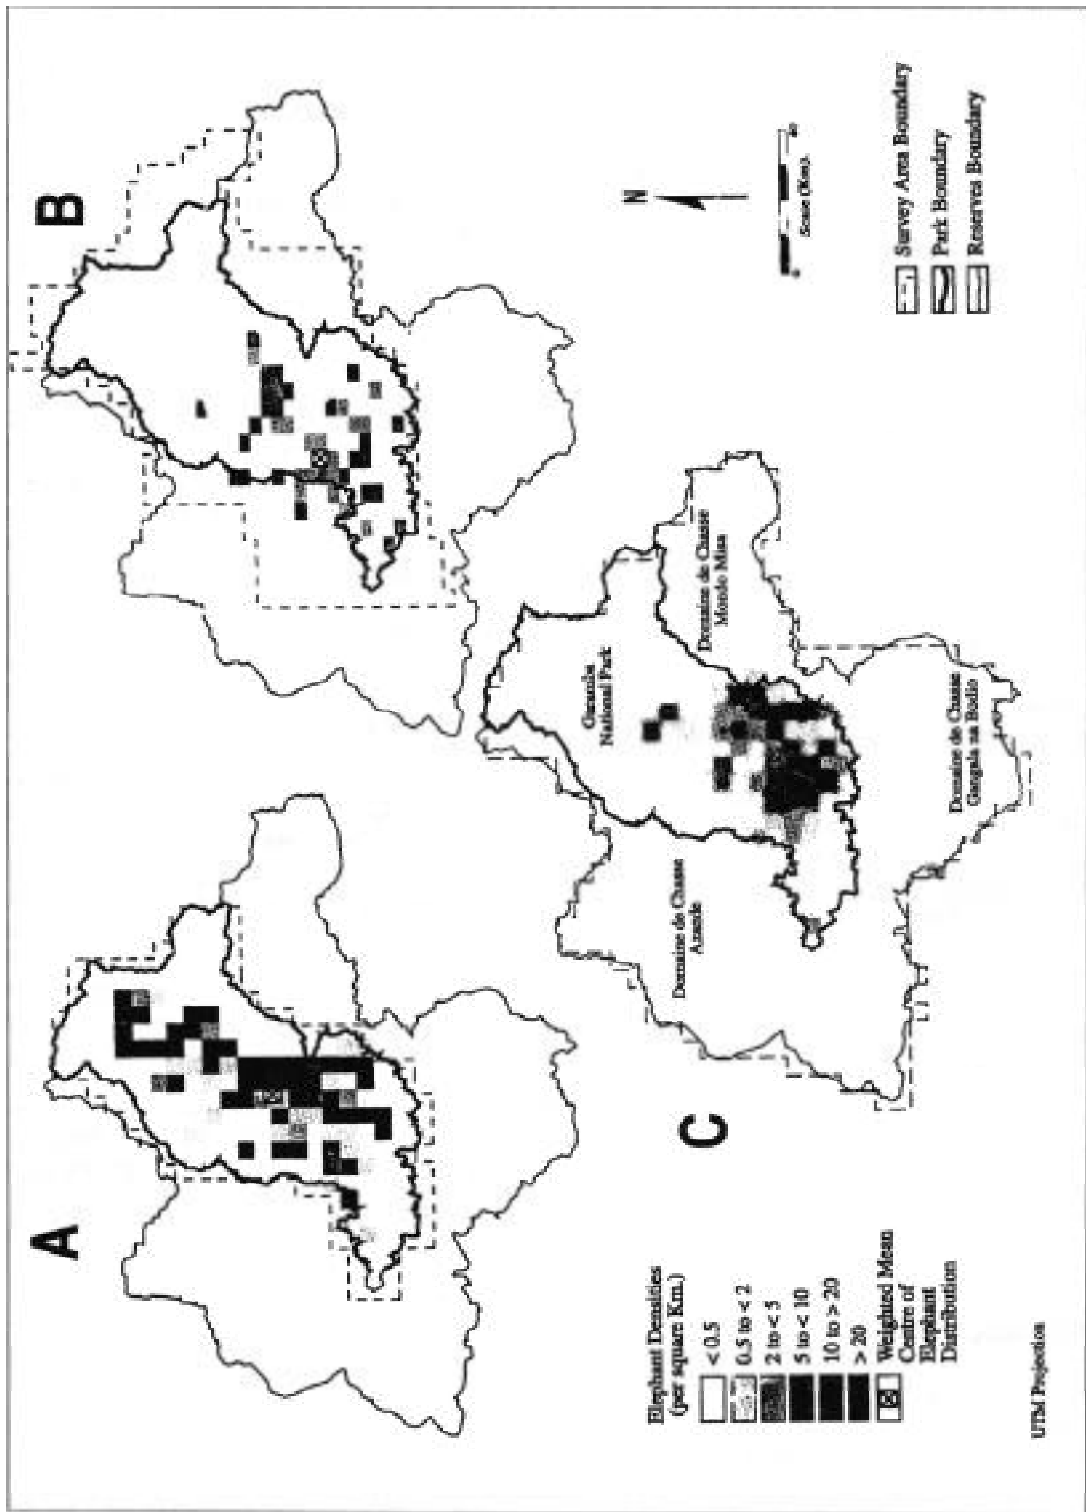 A
B
C
N
0
Scale (Km).
Survey Area Boundary
Park Boundary
Reserves Boundary
Garamba
National Park
Domaine de Chasse
Mondo Misa
Domaine de Chasse
Azande
Domaine de Chasse
Gangala na Bodio
Elephant Densities
(per square Km.)
< 0.5
0.5 to < 2
2 to < 5
5 to < 10
10 to > 20
> 20
Weighted Mean
Centre of
Elephant
Distribution
UTM Projection